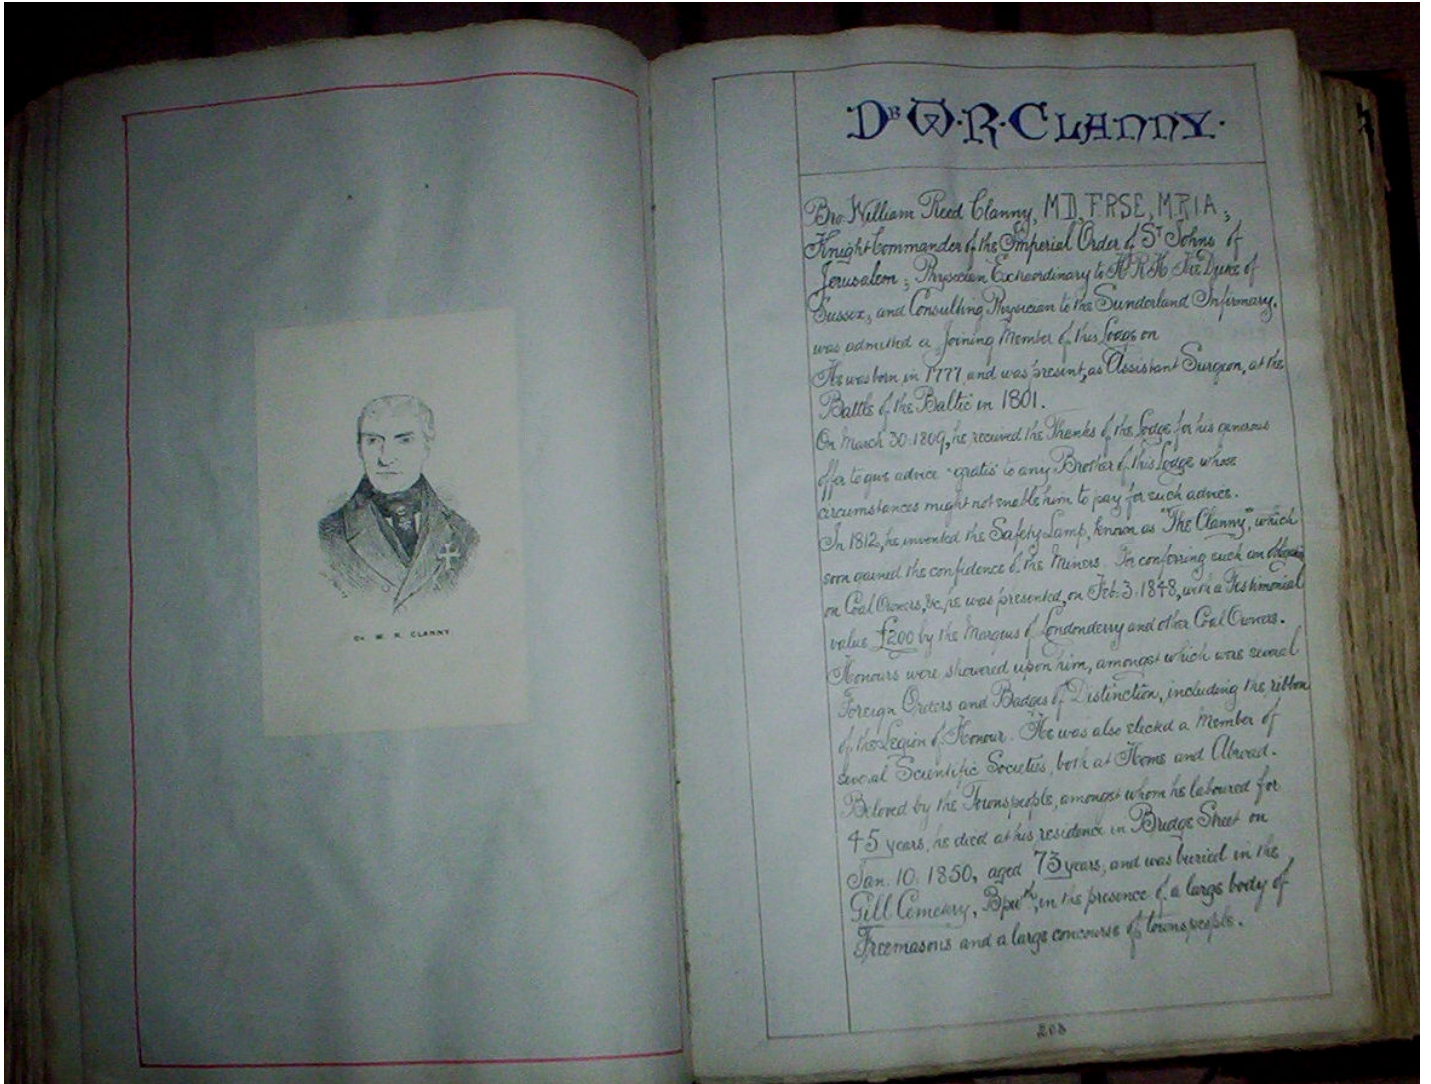 Dr. W. R. CLANNY
·Dr W·R·CLANNY·
Bro. William Reed Clanny, MD, FRSE, MRIA;
Knight Commander of the Imperial Order of St Johns of
Jerusalem; Physician Extraordinary to H.R.H. The Duke of
Sussex, and Consulting Physician to the Sunderland Infirmary.
was admitted a Joining Member of this Lodge on
He was born in 1777, and was present, as Assistant Surgeon, at the
Battle of the Baltic in 1801.
On March 30. 1809, he received the Thanks of the Lodge for his generous
offer to give advice "gratis" to any Brother of this Lodge whose
circumstances might not enable him to pay for such advice.
In 1812, he invented the Safety Lamp, known as "The Clanny", which
soon gained the confidence of the Miners. For conferring such an
on Coal Owners, &c, he was presented, on Feb. 3. 1848, with a Testimonial
value £200 by the Marquis of Londonderry and other Coal Owners.
Honours were showered upon him, amongst which were several
Foreign Orders and Badges of Distinction, including the ribbon
of the Legion of Honour. He was also elected a Member of
several Scientific Societies, both at Home and Abroad.
Beloved by the Townspeople, amongst whom he laboured for
45 years, he died at his residence in Bridge Street on
Jan. 10. 1850, aged 73 years, and was buried in the
Gill Cemetery, Bpwth, in the presence of a large body of
Freemasons and a large concourse of townspeople.
203